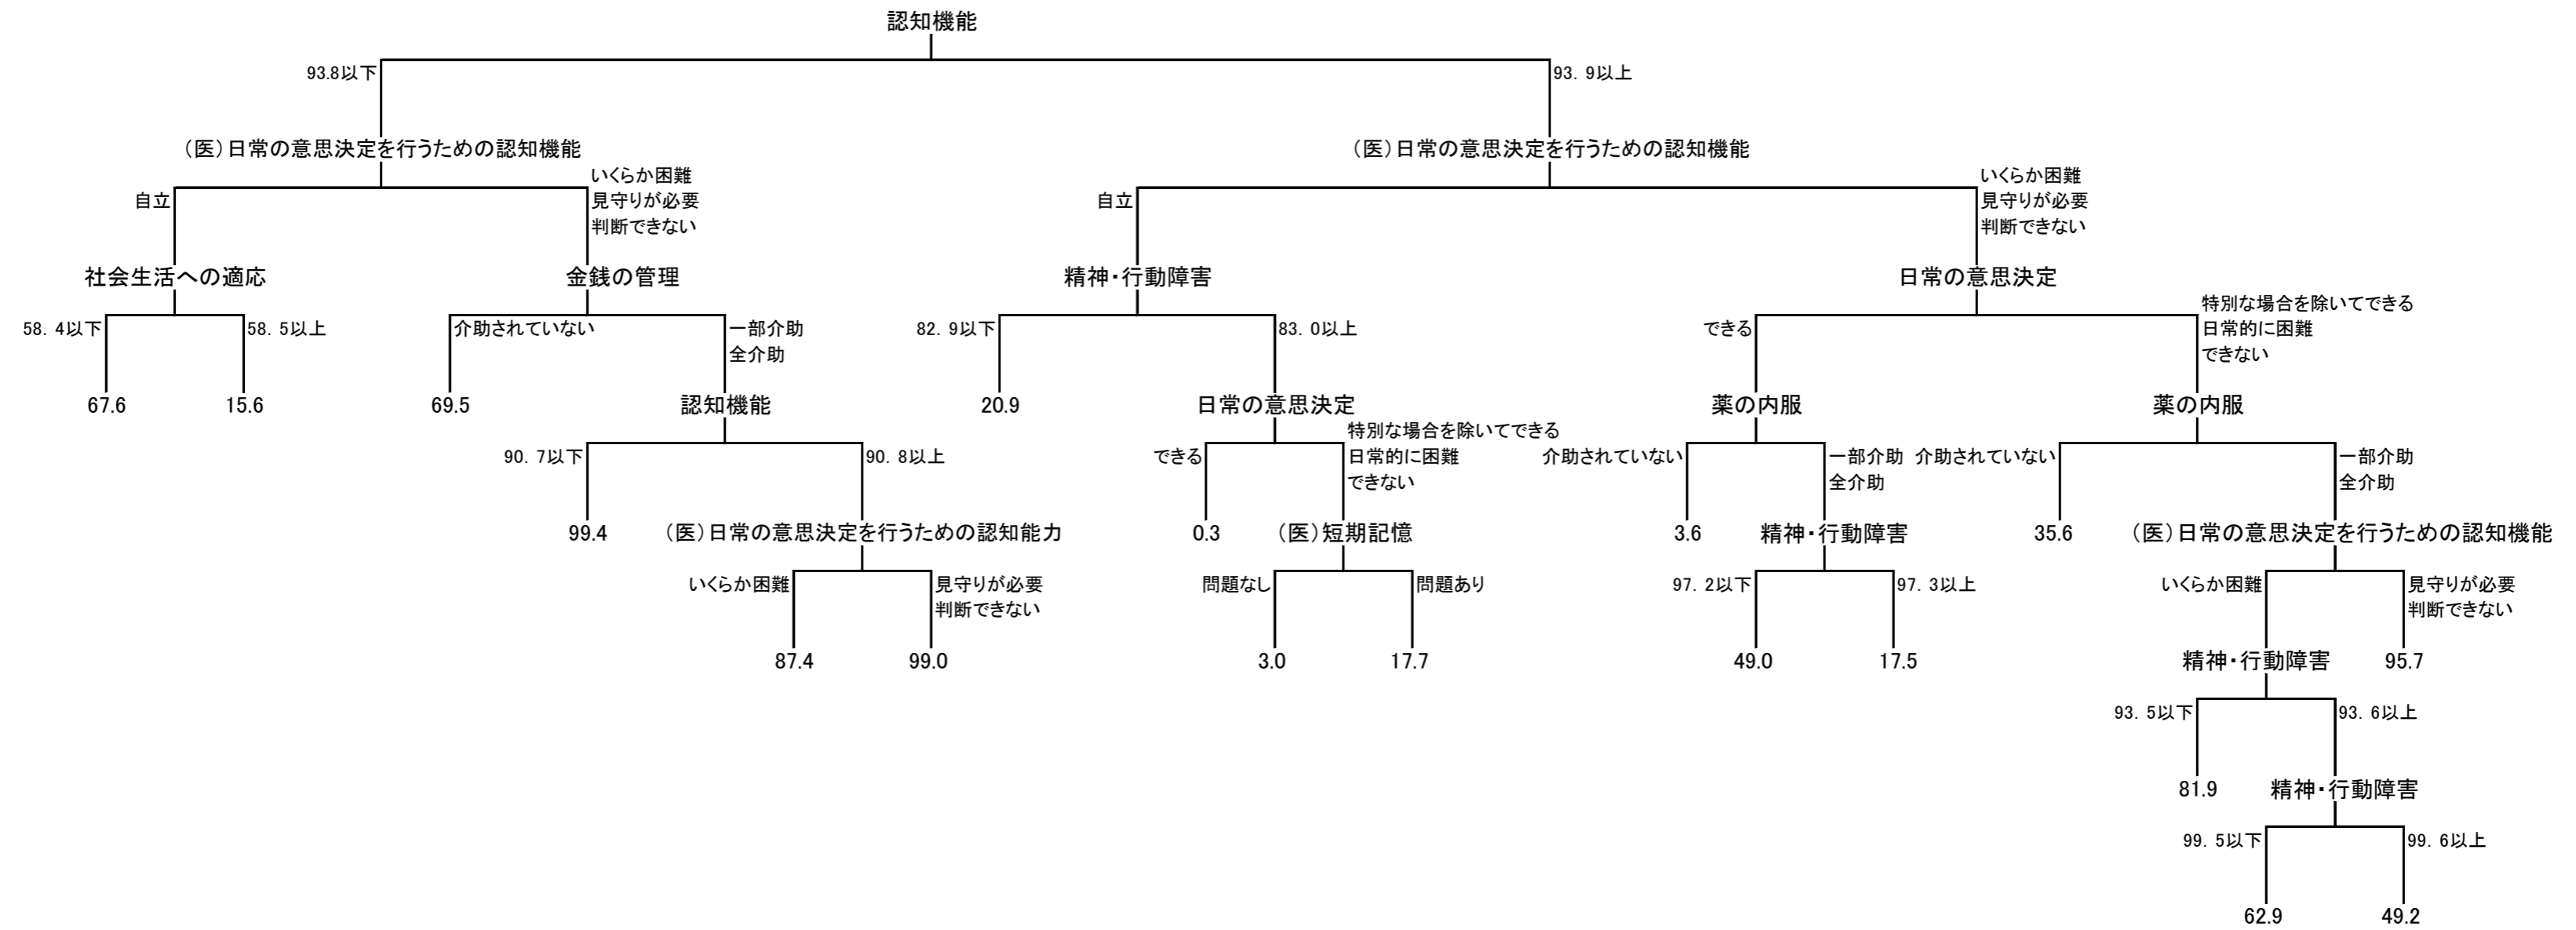 認知機能
93.8以下
93．9以上
（医）日常の意思決定を行うための認知機能
（医）日常の意思決定を行うための認知機能
自立
いくらか困難
見守りが必要
判断できない
自立
いくらか困難
見守りが必要
判断できない
社会生活への適応
金銭の管理
精神・行動障害
日常の意思決定
58．4以下
58．5以上
介助されていない
一部介助
全介助
82．9以下
83．0以上
できる
特別な場合を除いてできる
日常的に困難
できない
67.6
15.6
69.5
認知機能
20.9
日常の意思決定
薬の内服
薬の内服
90．7以下
90．8以上
できる
特別な場合を除いてできる
日常的に困難
できない
介助されていない
一部介助
全介助
介助されていない
一部介助
全介助
99.4
（医）日常の意思決定を行うための認知能力
0.3
（医）短期記憶
3.6
精神・行動障害
35.6
（医）日常の意思決定を行うための認知機能
いくらか困難
見守りが必要
判断できない
問題なし
問題あり
97．2以下
97．3以上
いくらか困難
見守りが必要
判断できない
87.4
99.0
3.0
17.7
49.0
17.5
精神・行動障害
95.7
93．5以下
93．6以上
81.9
精神・行動障害
99．5以下
99．6以上
62.9
49.2